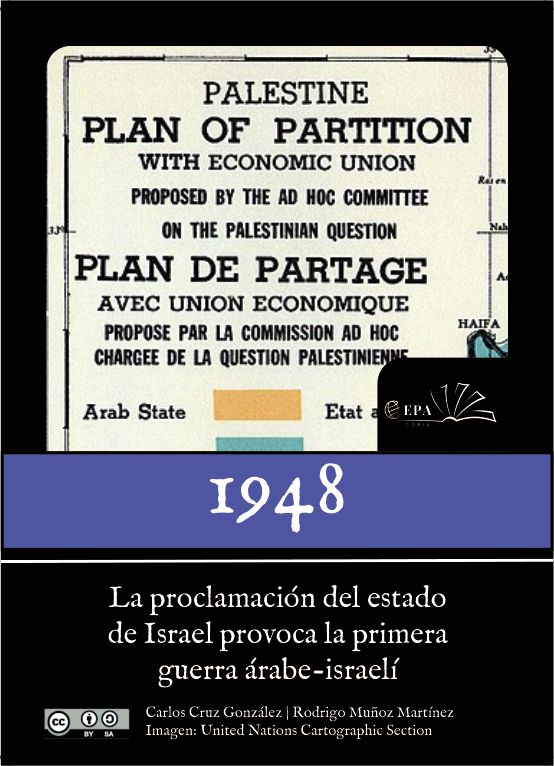 PALESTINE
PLAN OF PARTITION
WITH ECONOMIC UNION
PROPOSED BY THE AD HOC COMMITTEE
ON THE PALESTINIAN QUESTION
PLAN DE PARTAGE
AVEC UNION ECONOMIQUE
PROPOSE PAR LA COMMISSION AD HOC
CHARGEE DE LA QUESTION PALESTINIENNE
HAIFA
Arab State Etat
EPA
CORIA
1948
La proclamación del estado
de Israel provoca la primera
guerra árabe-israelí
Carlos Cruz González | Rodrigo Muñoz Martínez
Imagen: United Nations Cartographic Section
cc BY SA